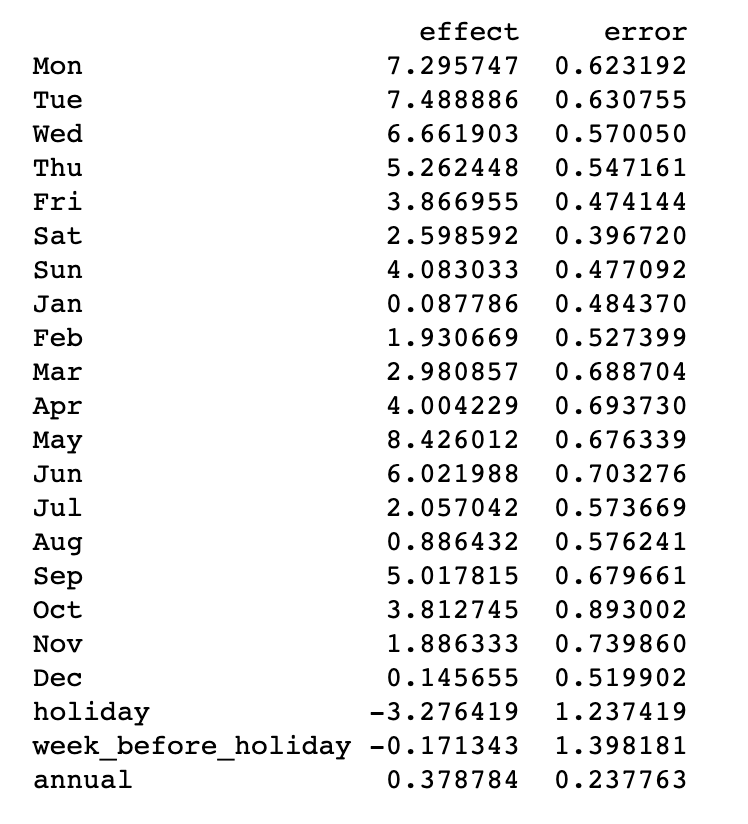 effect error
Mon 7.295747 0.623192
Tue 7.488886 0.630755
Wed 6.661903 0.570050
Thu 5.262448 0.547161
Fri 3.866955 0.474144
Sat 2.598592 0.396720
Sun 4.083033 0.477092
Jan 0.087786 0.484370
Feb 1.930669 0.527399
Mar 2.980857 0.688704
Apr 4.004229 0.693730
May 8.426012 0.676339
Jun 6.021988 0.703276
Jul 2.057042 0.573669
Aug 0.886432 0.576241
Sep 5.017815 0.679661
Oct 3.812745 0.893002
Nov 1.886333 0.739860
Dec 0.145655 0.519902
holiday -3.276419 1.237419
week_before_holiday -0.171343 1.398181
annual 0.378784 0.237763